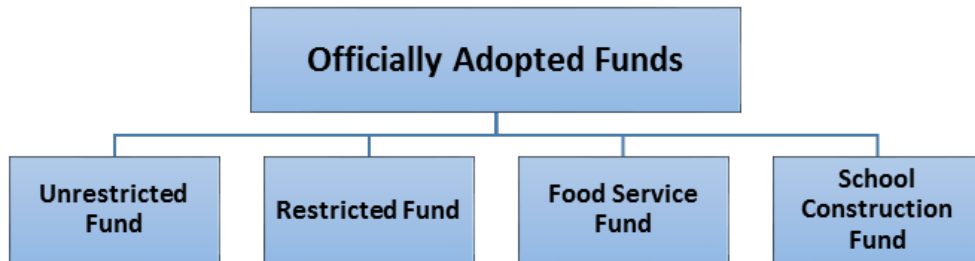 Officially Adopted Funds
Unrestricted
Fund
Restricted Fund
Food Service
Fund
School
Construction
Fund